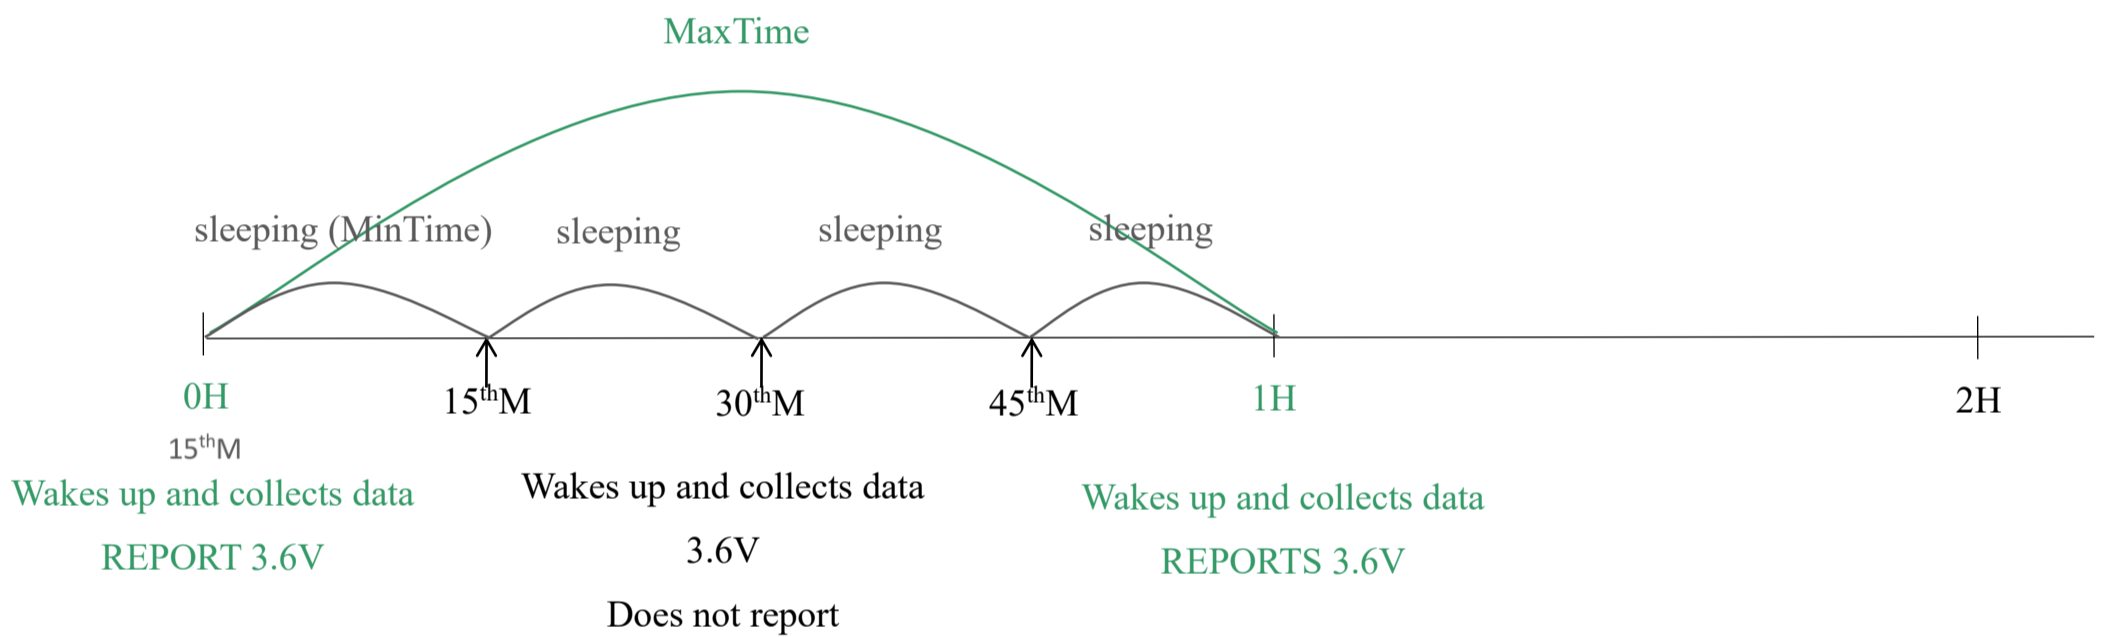 MaxTime
sleeping (MinTime)
sleeping
sleeping
sleeping
0H
15thM
30thM
45thM
1H
2H
15thM
Wakes up and collects data
REPORT 3.6V
Wakes up and collects data
3.6V
Does not report
Wakes up and collects data
REPORTS 3.6V